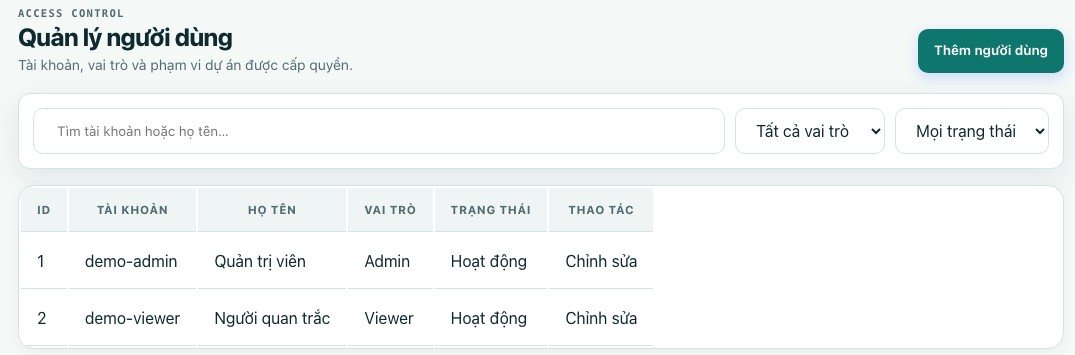 ACCESS CONTROL
Quản lý người dùng
Tài khoản, vai trò và phạm vi dự án được cấp quyền.
Thêm người dùng
Tìm tài khoản hoặc họ tên...
Tất cả vai trò
Mọi trạng thái
ID TÀI KHOẢN HỌ TÊN VAI TRÒ TRẠNG THÁI THAO TÁC
1 demo-admin Quản trị viên Admin Hoạt động Chỉnh sửa
2 demo-viewer Người quan trắc Viewer Hoạt động Chỉnh sửa